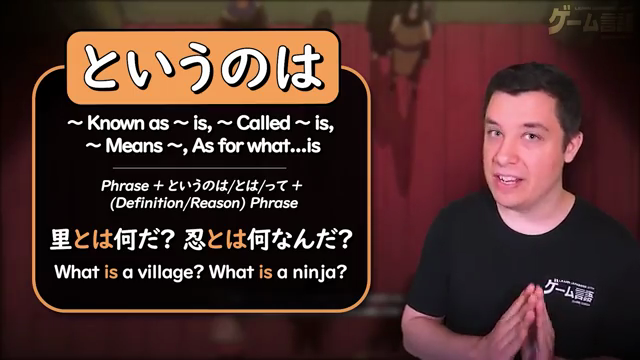 ゲーム言語
というのは
~ Known as ~ is, ~ Called ~ is,
~ Means ~, As for what...is
Phrase + というのは/とは/って +
(Definition/Reason) Phrase
里とは何だ? 忍とは何なんだ?
What is a village? What is a ninja?
ゲーム言語